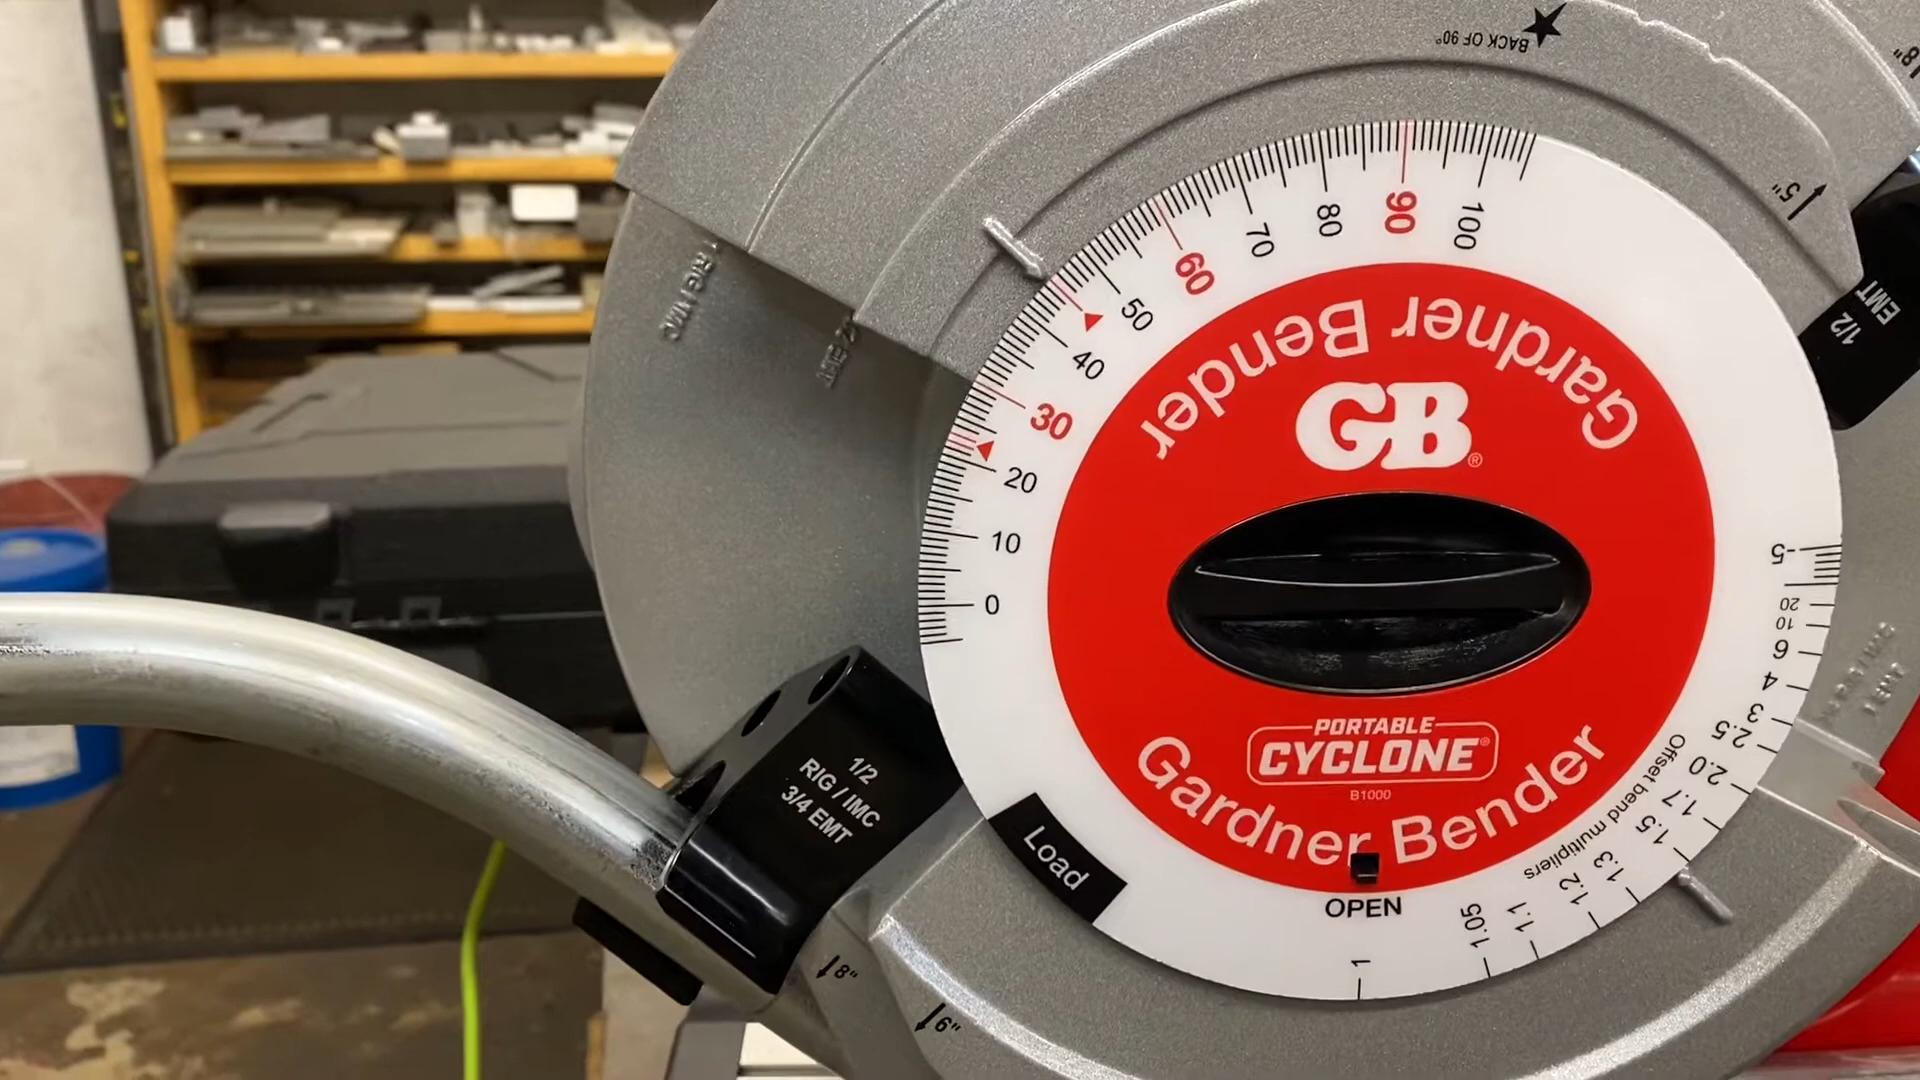 BACK OF 90°
8"
5"
1/2
EMT
100
90
80
70
60
50
40
30
20
10
0
Gardner Bender
GB®
PORTABLE
CYCLONE®
B1000
Gardner Bender
OPEN
Load
-5
20
10
6
4
3
2.5
2.0
1.7
1.5
1.3
1.2
1.1
1.05
1
Offset bend multipliers
1/2
RIG / IMC
3/4 EMT
8"
9"